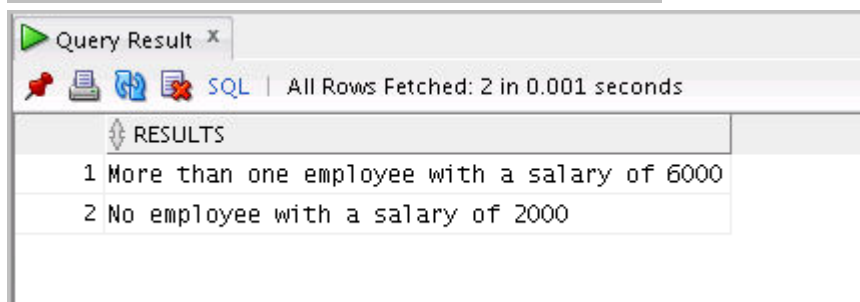 Query Result x
SQL | All Rows Fetched: 2 in 0.001 seconds
RESULTS
1 More than one employee with a salary of 6000
2 No employee with a salary of 2000